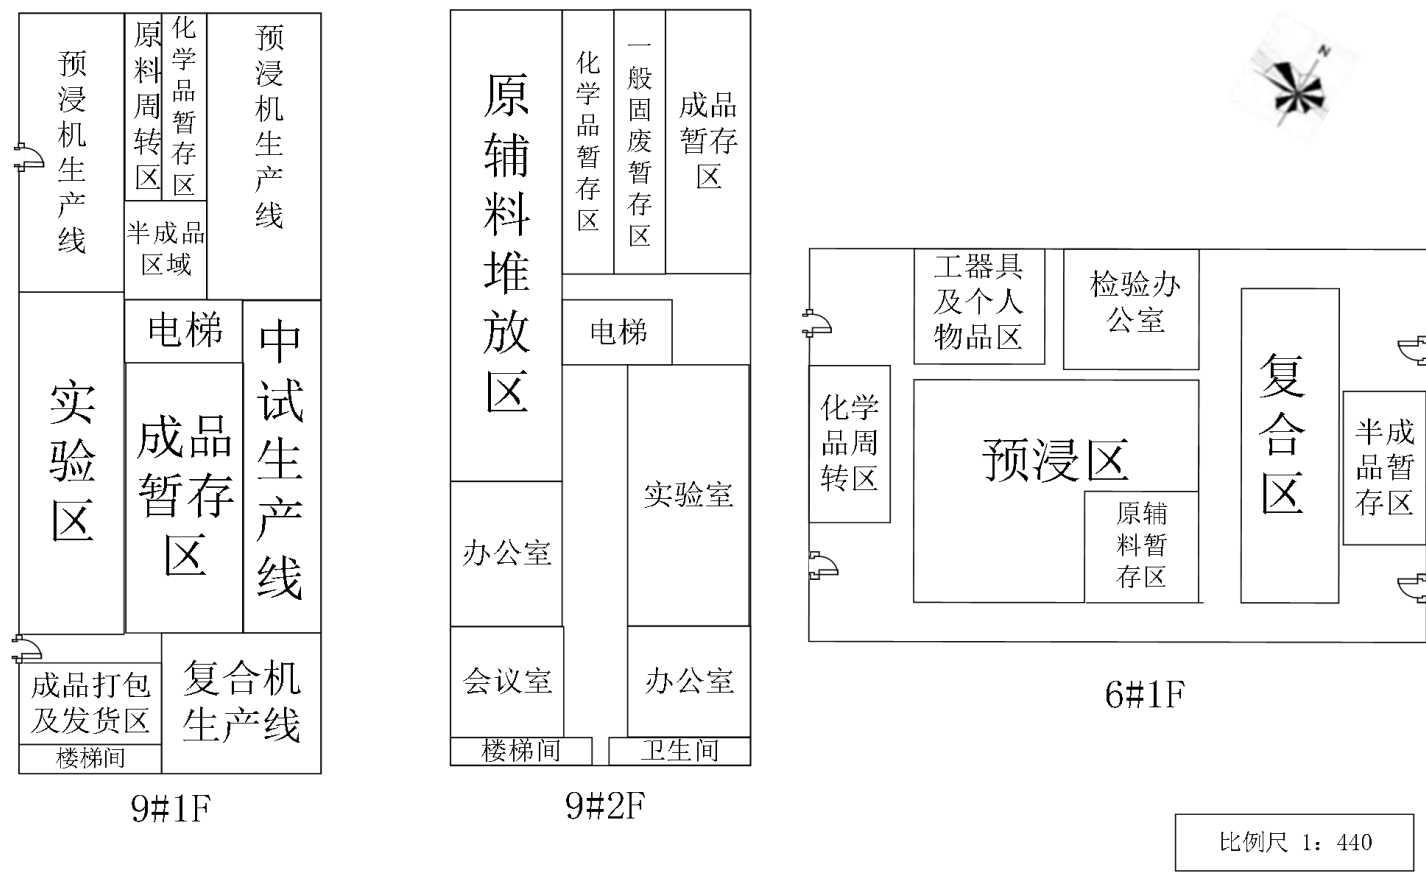 预浸机生产线
原料周转区
化学品暂存区
预浸机生产线
半成品
区域
电梯
中试生产线
实验区
成品
暂存
区
成品打包
及发货区
复合机
生产线
楼梯间
9#1F
原辅料堆放区
化学品暂存区
一般固废暂存区
成品
暂存
区
电梯
实验室
办公室
会议室
办公室
楼梯间
卫生间
9#2F
N
工器具
及个人
物品区
检验办
公室
化学
品周
转区
预浸区
原辅
料暂
存区
复合区
半成
品暂
存区
6#1F
比例尺 1：440